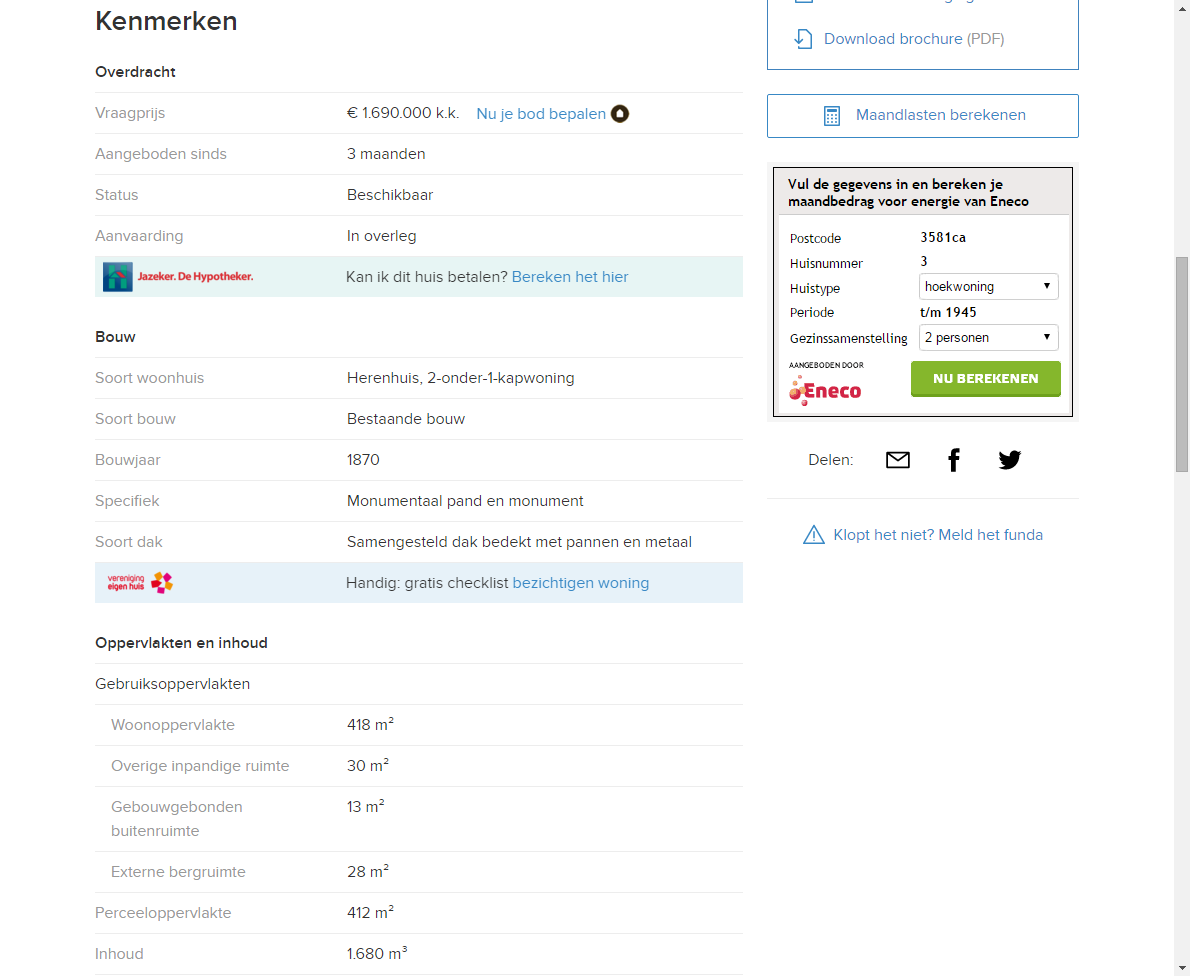 Kenmerken
Overdracht
Vraagprijs € 1.690.000 k.k. Nu je bod bepalen
Aangeboden sinds 3 maanden
Status Beschikbaar
Aanvaarding In overleg
Jazeker. De Hypotheker. Kan ik dit huis betalen? Bereken het hier
Bouw
Soort woonhuis Herenhuis, 2-onder-1-kapwoning
Soort bouw Bestaande bouw
Bouwjaar 1870
Specifiek Monumentaal pand en monument
Soort dak Samengesteld dak bedekt met pannen en metaal
vereniging
eigen huis
Handig: gratis checklist bezichtigen woning
Oppervlakten en inhoud
Gebruiksoppervlakten
Woonoppervlakte 418 m²
Overige inpandige ruimte 30 m²
Gebouwgebonden 13 m²
buitenruimte
Externe bergruimte 28 m²
Perceeloppervlakte 412 m²
Inhoud 1.680 m³
Download brochure (PDF)
Maandlasten berekenen
Vul de gegevens in en bereken je
maandbedrag voor energie van Eneco
Postcode 3581ca
Huisnummer 3
Huistype hoekwoning
Periode t/m 1945
Gezinssamenstelling 2 personen
AANGEBODEN DOOR
Eneco
NU BEREKENEN
Delen:
Klopt het niet? Meld het funda